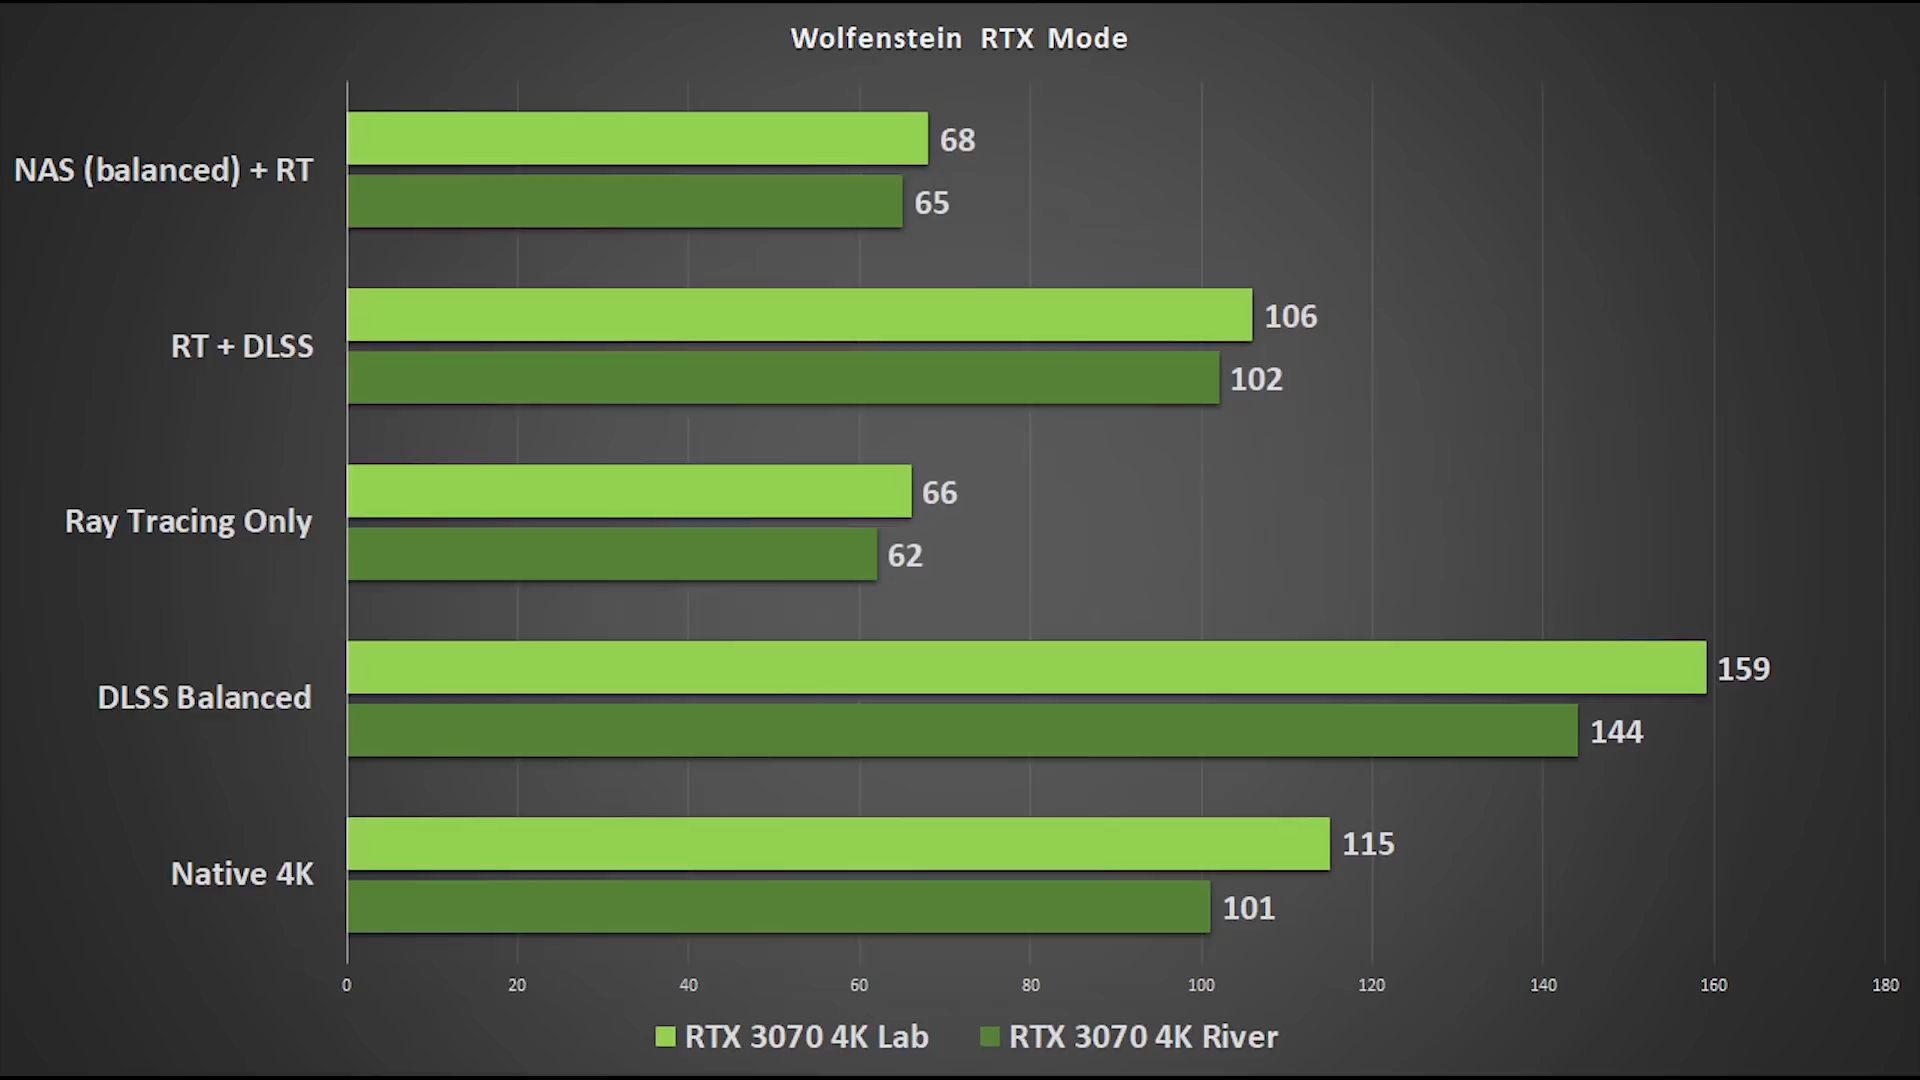 Wolfenstein RTX Mode
NAS (balanced) + RT
68
65
RT + DLSS
106
102
Ray Tracing Only
66
62
DLSS Balanced
159
144
Native 4K
115
101
0 20 40 60 80 100 120 140 160 180
RTX 3070 4K Lab RTX 3070 4K River